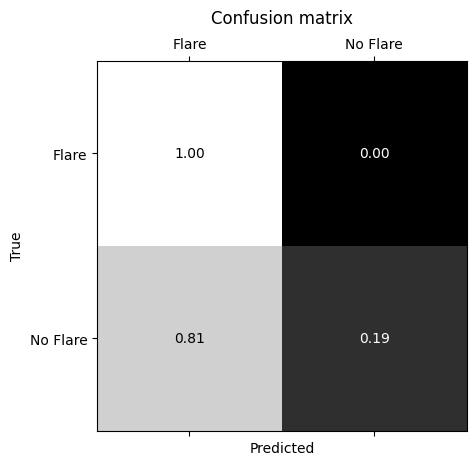 Confusion matrix
Flare No Flare
Flare 1.00 0.00
True
No Flare 0.81 0.19
Predicted